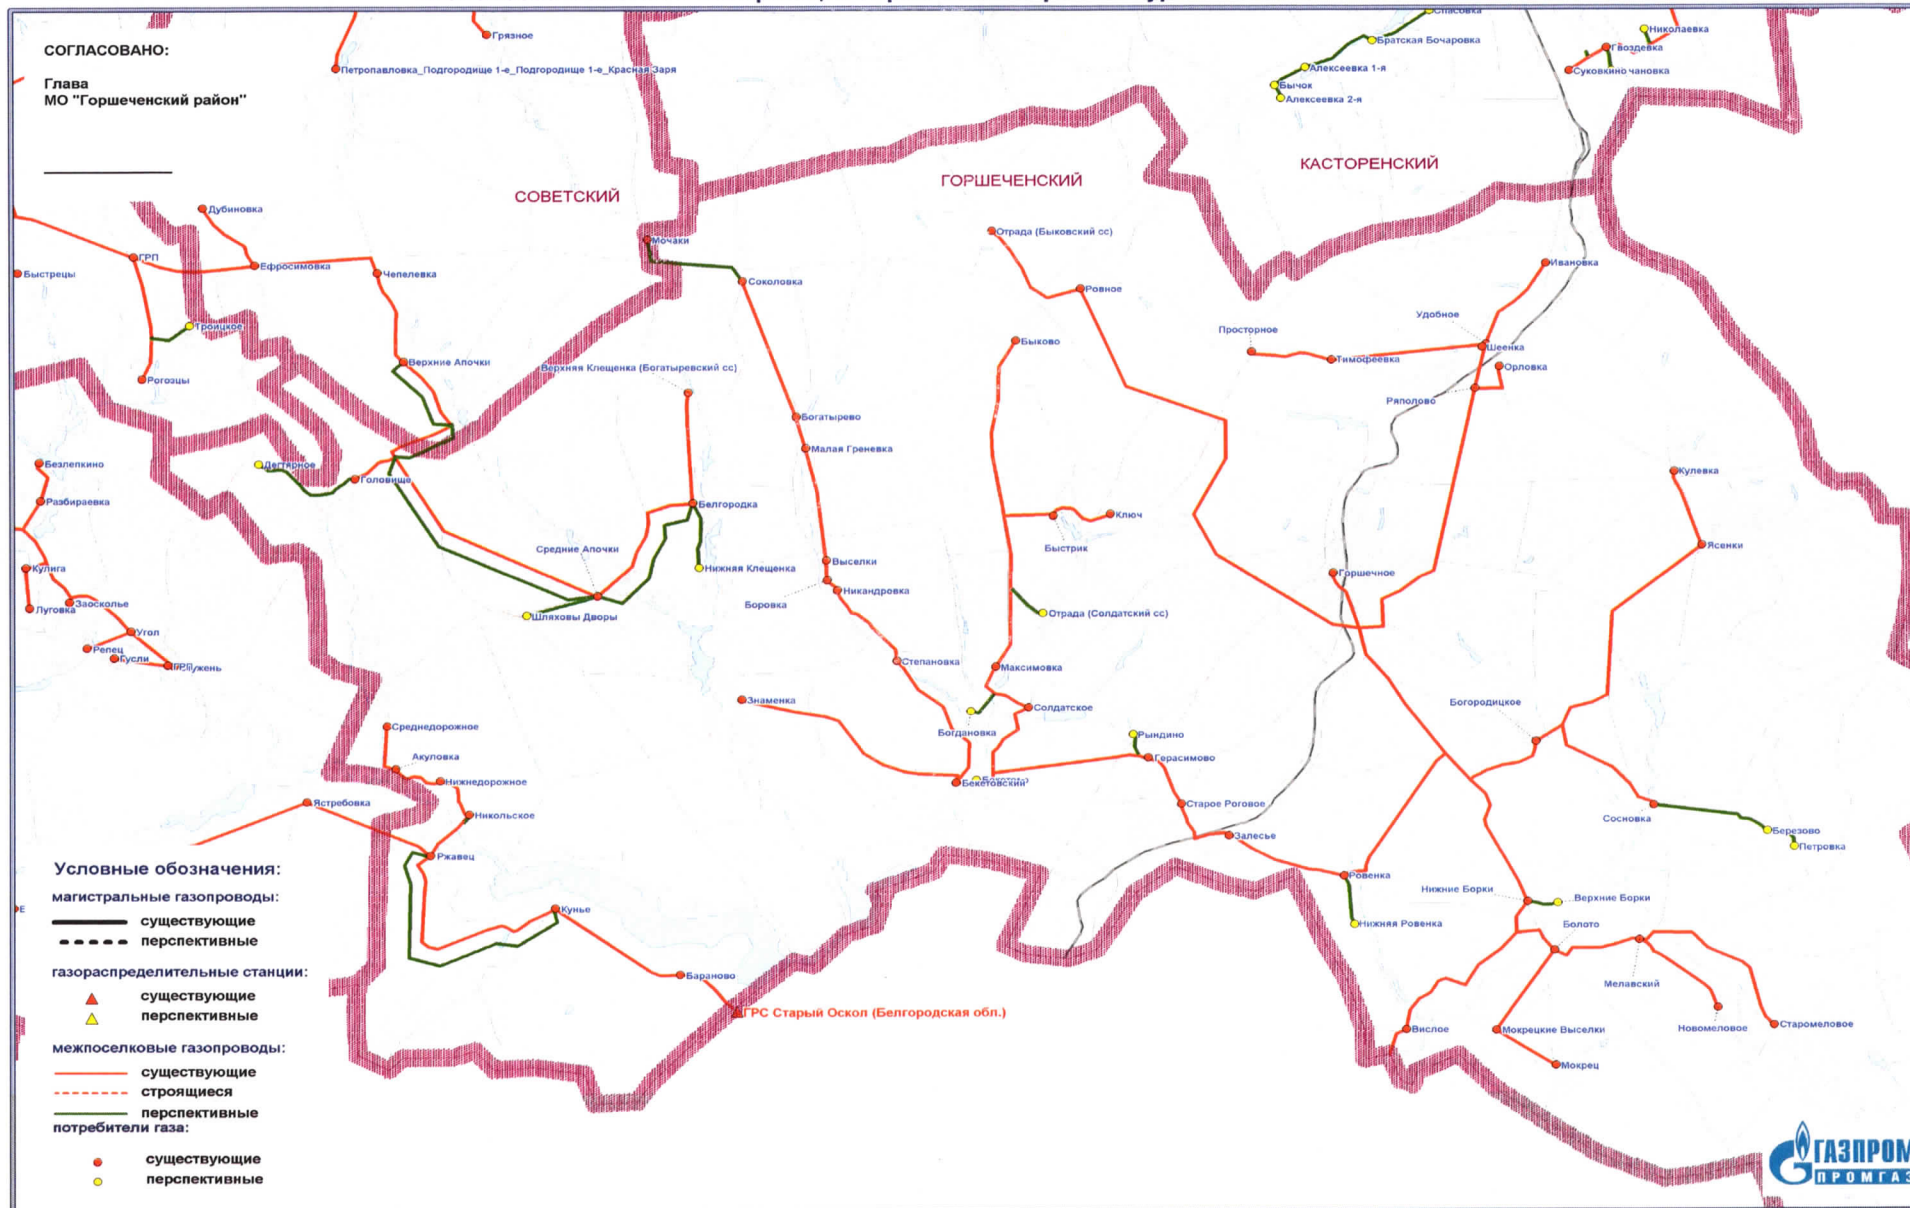 СОГЛАСОВАНО:
Глава
МО "Горшеченский район"
Грязное
Петропавловка_Подгородище 1-е_Подгородище 1-е_Красная Заря
Спасовка
Братская Бочаровка
Алексеевка 1-я
Бычок
Алексеевка 2-я
Николаевка
Гвоздевка
Суковкино
чановка
СОВЕТСКИЙ
ГОРШЕЧЕНСКИЙ
КАСТОРЕНСКИЙ
Дубиновка
ГРП
Ефросимовка
Чепелевка
Быстрецы
Троицкое
Рогозцы
Верхние Апочки
Мочаки
Соколовка
Отрада (Быковский сс)
Ровное
Ивановка
Удобное
Просторное
Тимофеевка
Шеенка
Орловка
Ряполово
Быково
Верхняя Клещенка (Богатыревский сс)
Богатырево
Малая Греневка
Безлепкино
Дегтярное
Головище
Разбираевка
Белгородка
Ключ
Быстрик
Кулевка
Ясенки
Средние Апочки
Нижняя Клещенка
Выселки
Боровка
Никандровка
Горшечное
Кулига
Луговка
Заосколье
Шляховы Дворы
Отрада (Солдатский сс)
Угол
Репец
Гусли
ГРП
Степановка
Максимовка
Знаменка
Солдатское
Богородицкое
Среднедорожное
Богдановка
Рындино
Акуловка
Нижнедорожное
Бекетовский
Герасимово
Ястребовка
Никольское
Старое Роговое
Сосновка
Березово
Залесье
Петровка
Ржавец
Ровенка
Нижние Борки
Верхние Борки
Кунье
Нижняя Ровенка
Болото
Бараново
Мелавский
ГРС Старый Оскол (Белгородская обл.)
Вислое
Мокрецкие Выселки
Новомеловое
Старомеловое
Мокрец
Е
Условные обозначения:
магистральные газопроводы:
существующие
перспективные
газораспределительные станции:
существующие
перспективные
межпоселковые газопроводы:
существующие
строящиеся
перспективные
потребители газа:
существующие
перспективные
ГАЗПРОМ
ПРОМГАЗ